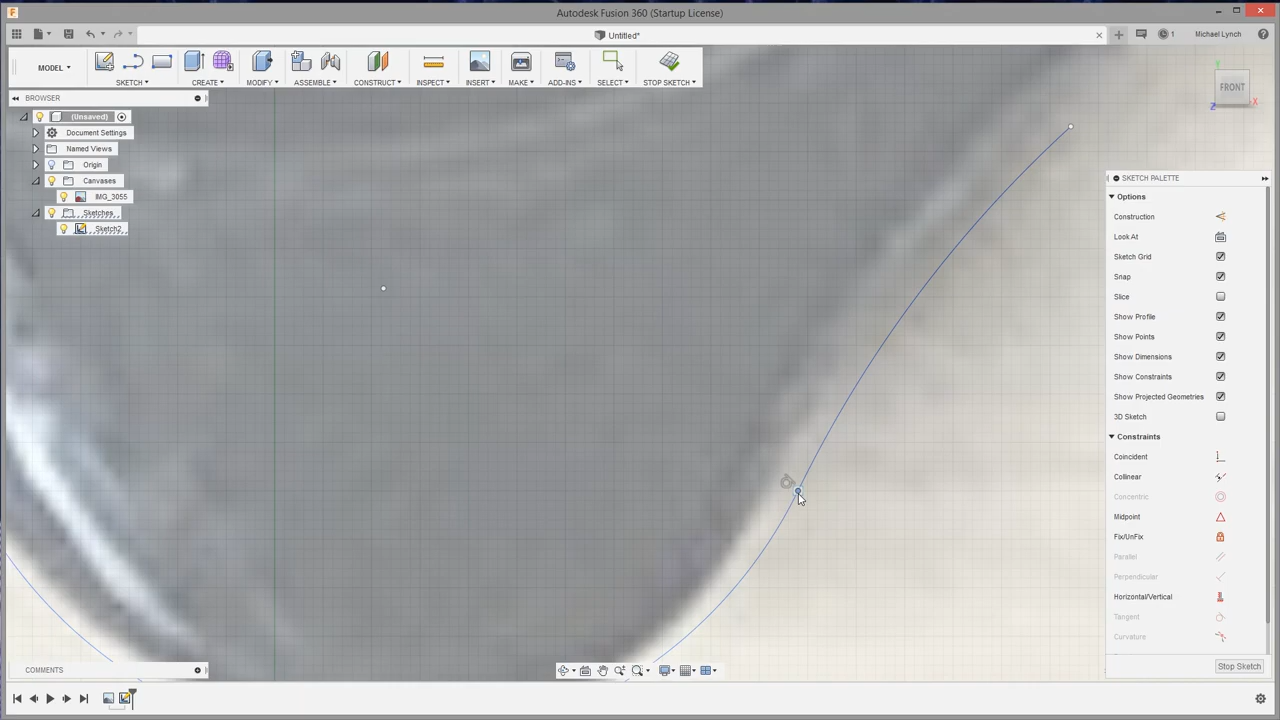 Autodesk Fusion 360 (Startup License)
Untitled*
1
Michael Lynch
MODEL
SKETCH
CREATE
MODIFY
ASSEMBLE
CONSTRUCT
INSPECT
INSERT
MAKE
ADD-INS
SELECT
STOP SKETCH
FRONT
X
Y
Z
BROWSER
(Unsaved)
Document Settings
Named Views
Origin
Canvases
IMG_3055
Sketches
Sketch2
SKETCH PALETTE
Options
Construction
Look At
Sketch Grid
Snap
Slice
Show Profile
Show Points
Show Dimensions
Show Constraints
Show Projected Geometries
3D Sketch
Constraints
Coincident
Collinear
Concentric
Midpoint
Fix/UnFix
Parallel
Perpendicular
Horizontal/Vertical
Tangent
Curvature
Stop Sketch
COMMENTS